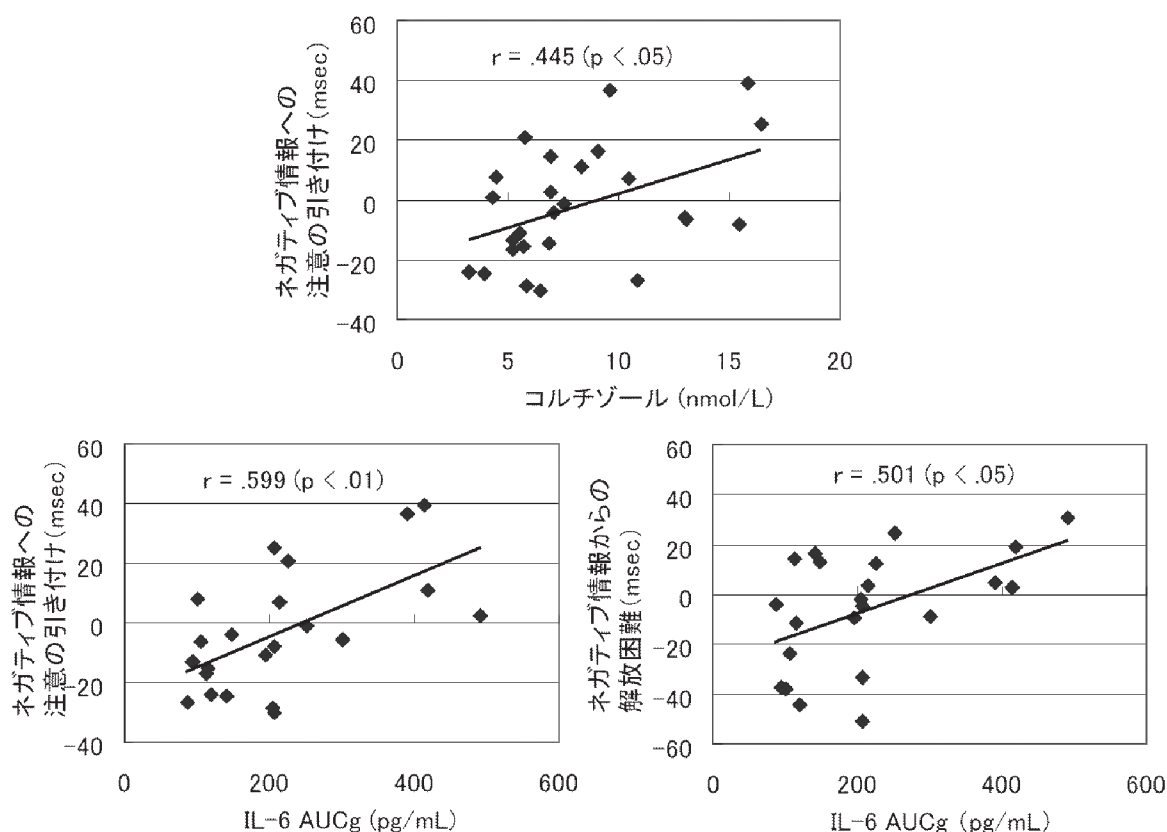 ネガティブ情報への
注意の引き付け(msec)
60
40
20
0
-20
-40
r = .445 (p < .05)
0 5 10 15 20
コルチゾール (nmol/L)
ネガティブ情報への
注意の引き付け(msec)
60
40
20
0
-20
-40
r = .599 (p < .01)
0 200 400 600
IL-6 AUCg (pg/mL)
ネガティブ情報からの
解放困難(msec)
60
40
20
0
-20
-40
-60
r = .501 (p < .05)
0 200 400 600
IL-6 AUCg (pg/mL)